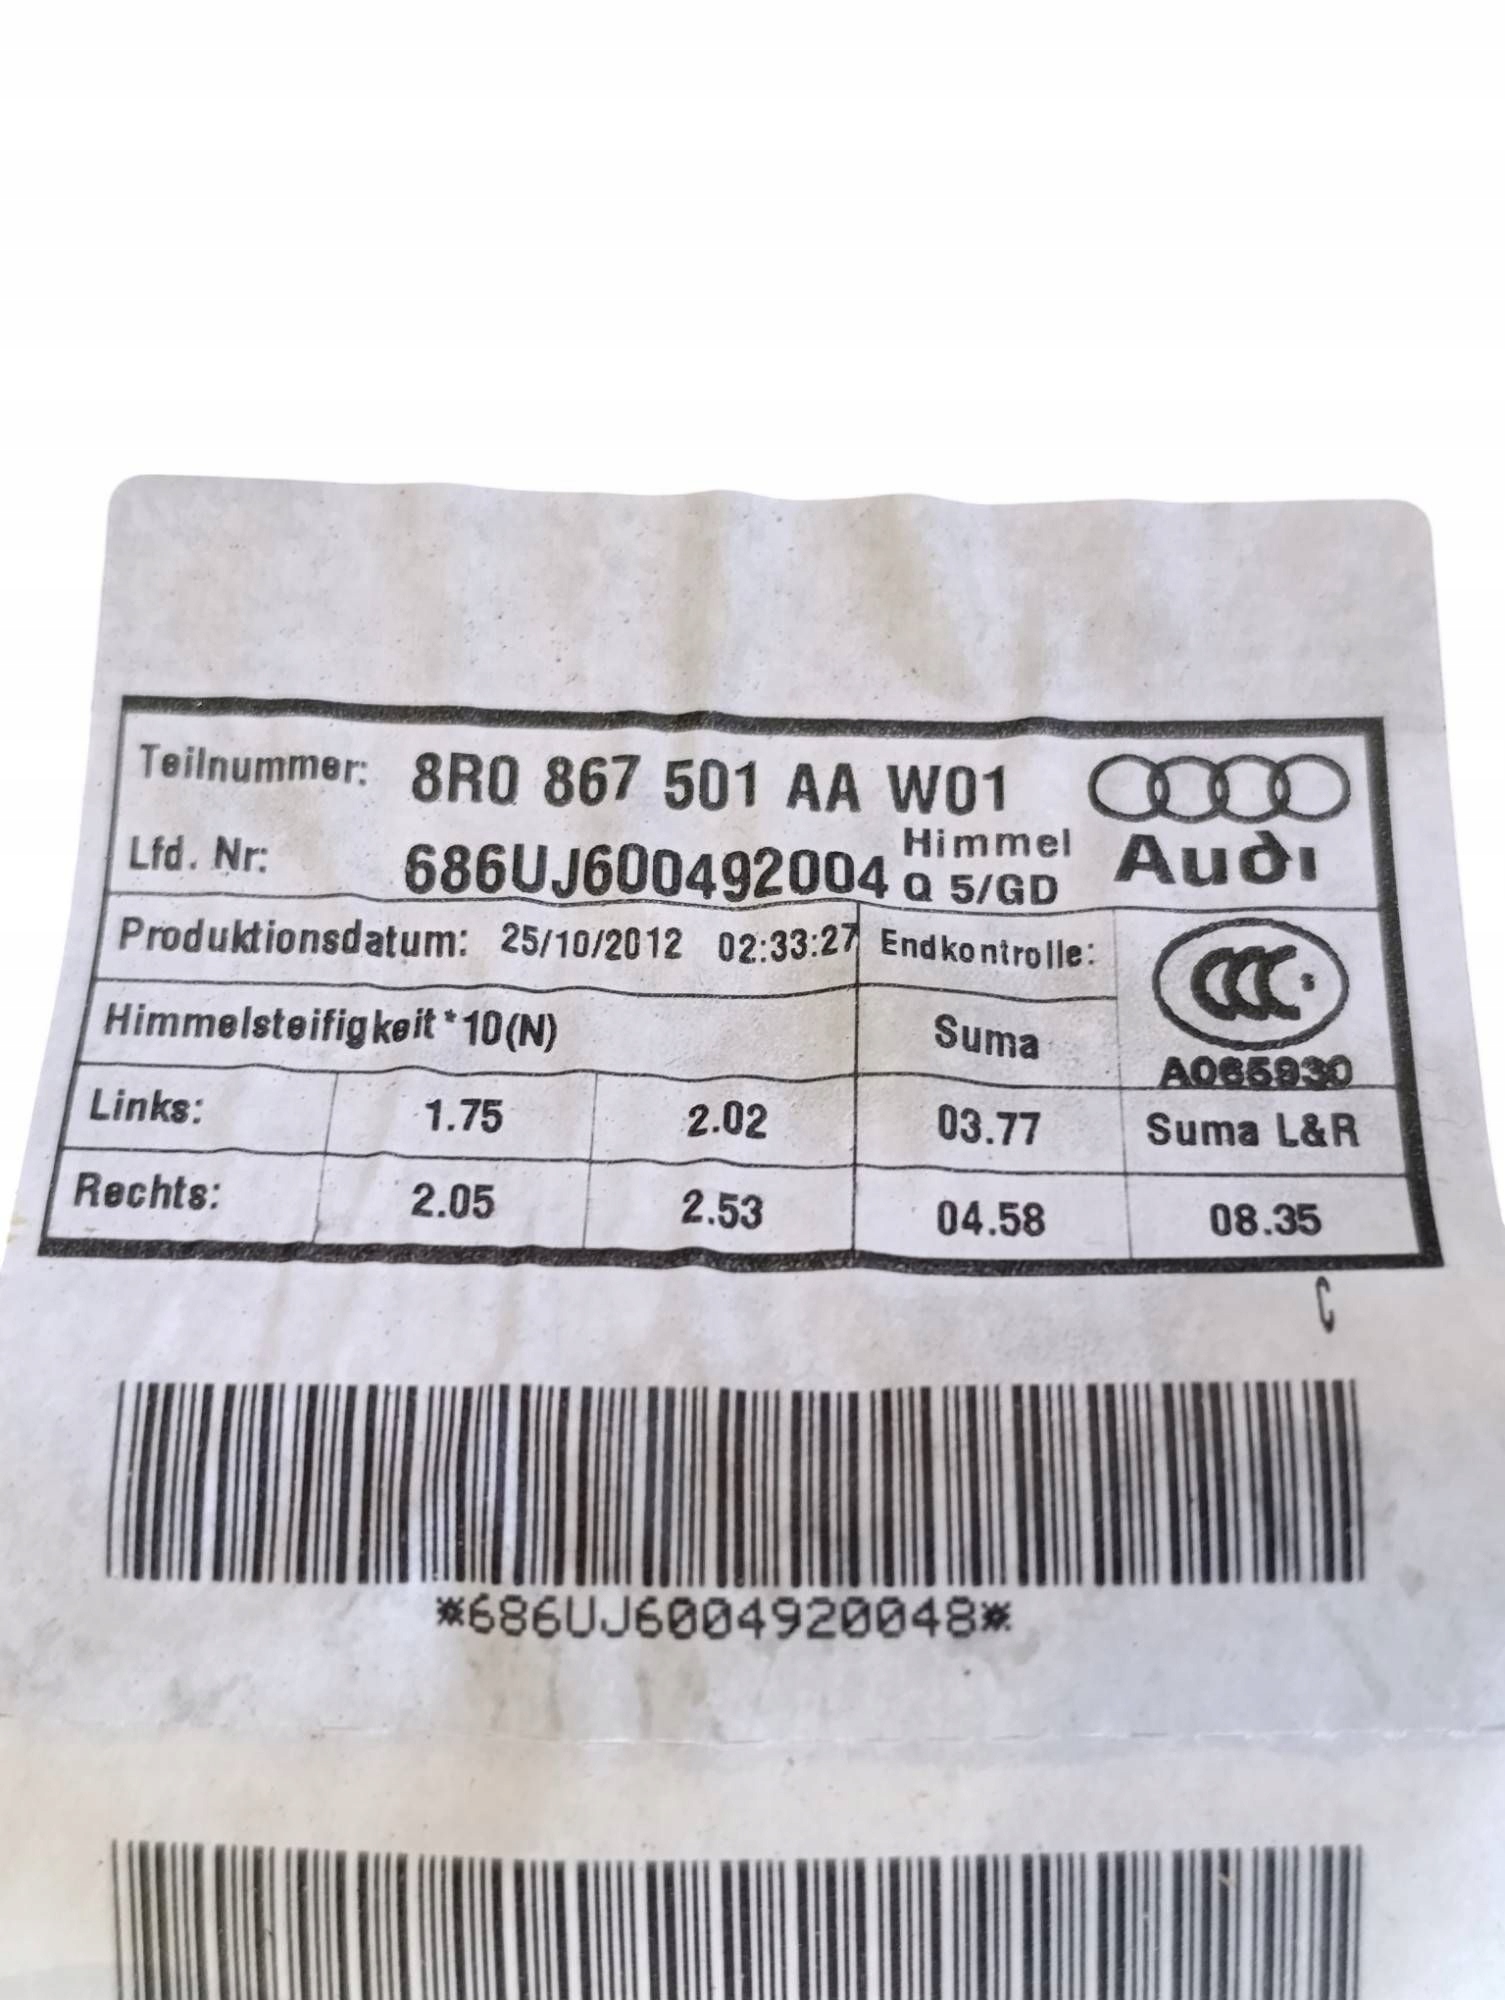 Teilnummer: 8R0 867 501 AA W01
Lfd. Nr: 686UJ600492004 Himmel Q 5/GD Audi
Produktionsdatum: 25/10/2012 02:33:27 Endkontrolle: CCC S
Himmelsteifigkeit*10(N) Suma A065930
Links: 1.75 2.02 03.77 Suma L&R
Rechts: 2.05 2.53 04.58 08.35
C
*686UJ6004920048*